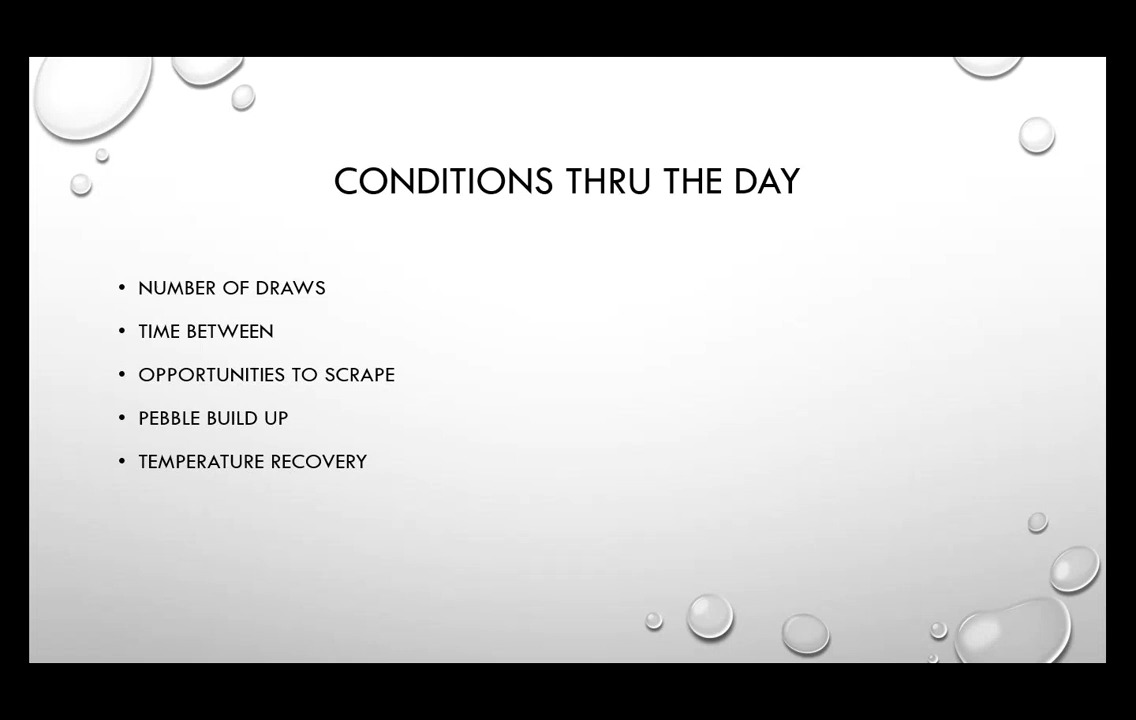 CONDITIONS THRU THE DAY
• NUMBER OF DRAWS
• TIME BETWEEN
• OPPORTUNITIES TO SCRAPE
• PEBBLE BUILD UP
• TEMPERATURE RECOVERY